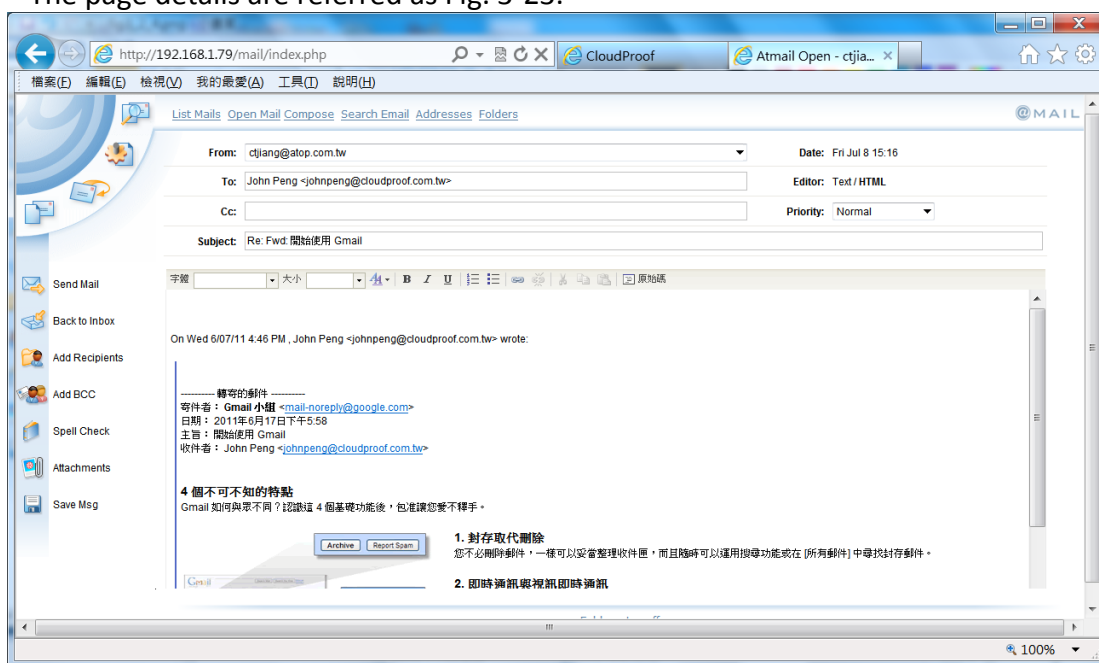 The page details are referred as Fig. 5-25.
http://192.168.1.79/mail/index.php
CloudProof
Atmail Open - ctjia...
檔案(F) 編輯(E) 檢視(V) 我的最愛(A) 工具(T) 說明(H)
List Mails Open Mail Compose Search Email Addresses Folders
@MAIL
From: ctjiang@atop.com.tw
Date: Fri Jul 8 15:16
To: John Peng <johnpeng@cloudproof.com.tw>
Editor: Text / HTML
Cc:
Priority: Normal
Subject: Re: Fwd: 開始使用 Gmail
Send Mail
Back to Inbox
Add Recipients
Add BCC
Spell Check
Attachments
Save Msg
字體 大小 B I U 原始碼
On Wed 6/07/11 4:46 PM , John Peng <johnpeng@cloudproof.com.tw> wrote:
---------- 轉寄的郵件 ----------
寄件者： Gmail 小組 <mail-noreply@google.com>
日期： 2011年6月17日下午5:58
主旨： 開始使用 Gmail
收件者： John Peng <johnpeng@cloudproof.com.tw>
4 個不可不知的特點
Gmail 如何與眾不同？認識這 4 個基礎功能後，包准讓您愛不釋手。
Archive Report Spam
Gmail
1. 封存取代刪除
您不必刪除郵件，一樣可以妥當整理收件匣，而且隨時可以運用搜尋功能或在 [所有郵件] 中尋找封存郵件。
2. 即時通訊與視訊即時通訊
100%